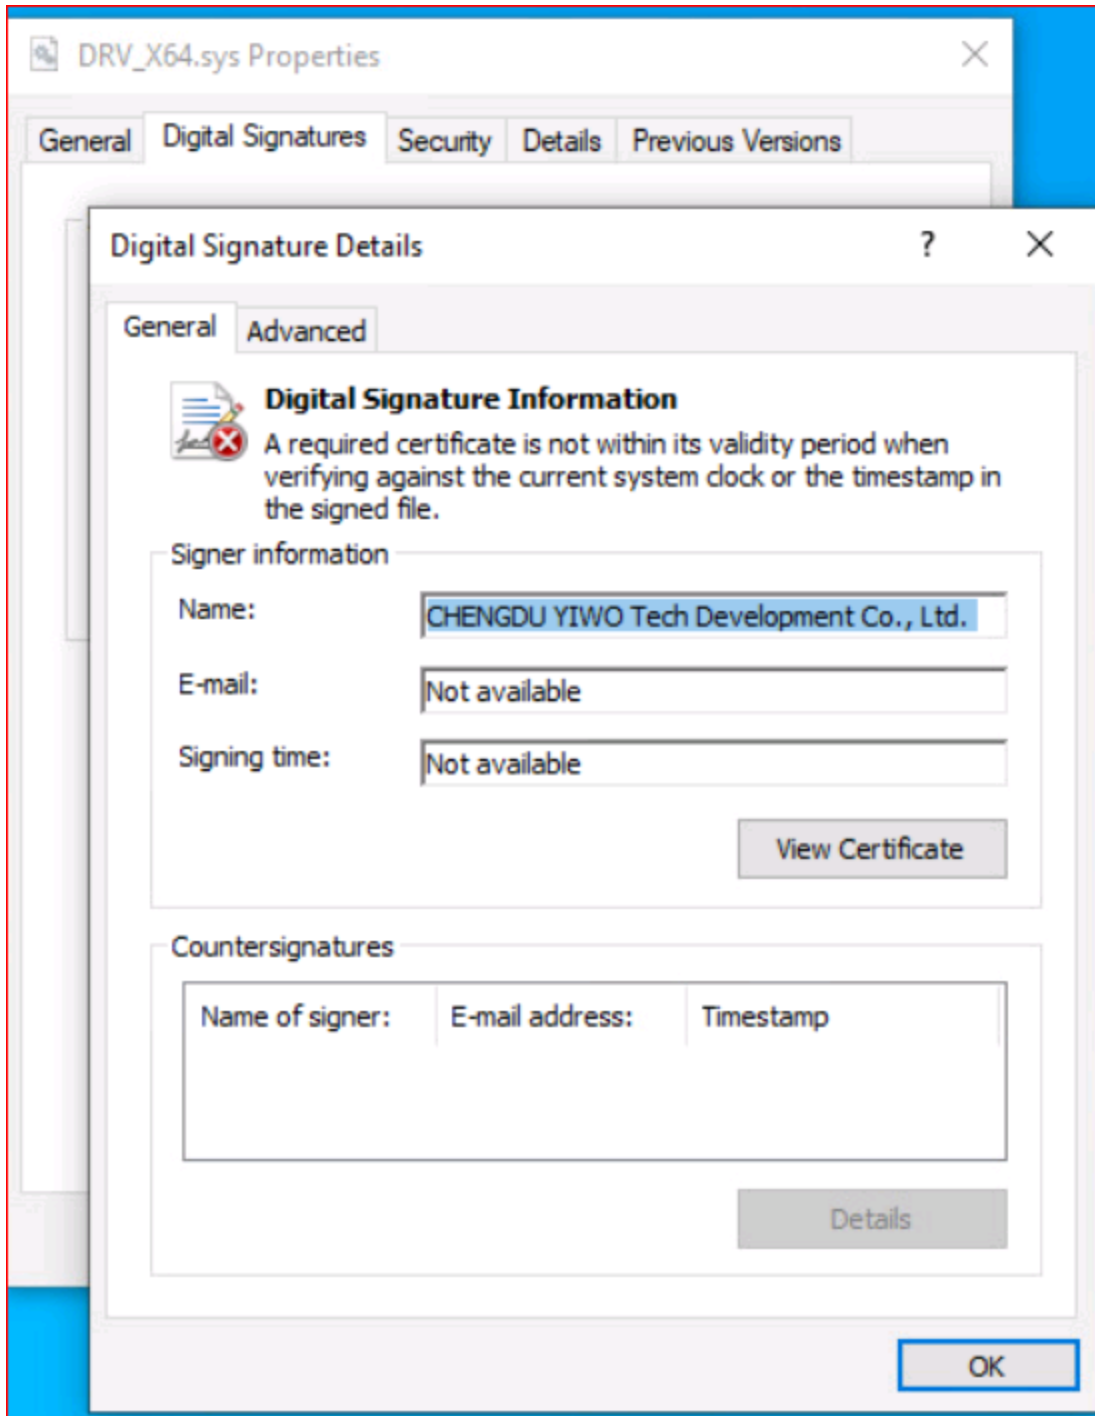 DRV_X64.sys Properties
General Digital Signatures Security Details Previous Versions
Digital Signature Details ?
General Advanced
Digital Signature Information
A required certificate is not within its validity period when
verifying against the current system clock or the timestamp in
the signed file.
Signer information
Name: CHENGDU YIWO Tech Development Co., Ltd.
E-mail: Not available
Signing time: Not available
View Certificate
Countersignatures
Name of signer: E-mail address: Timestamp
Details
OK